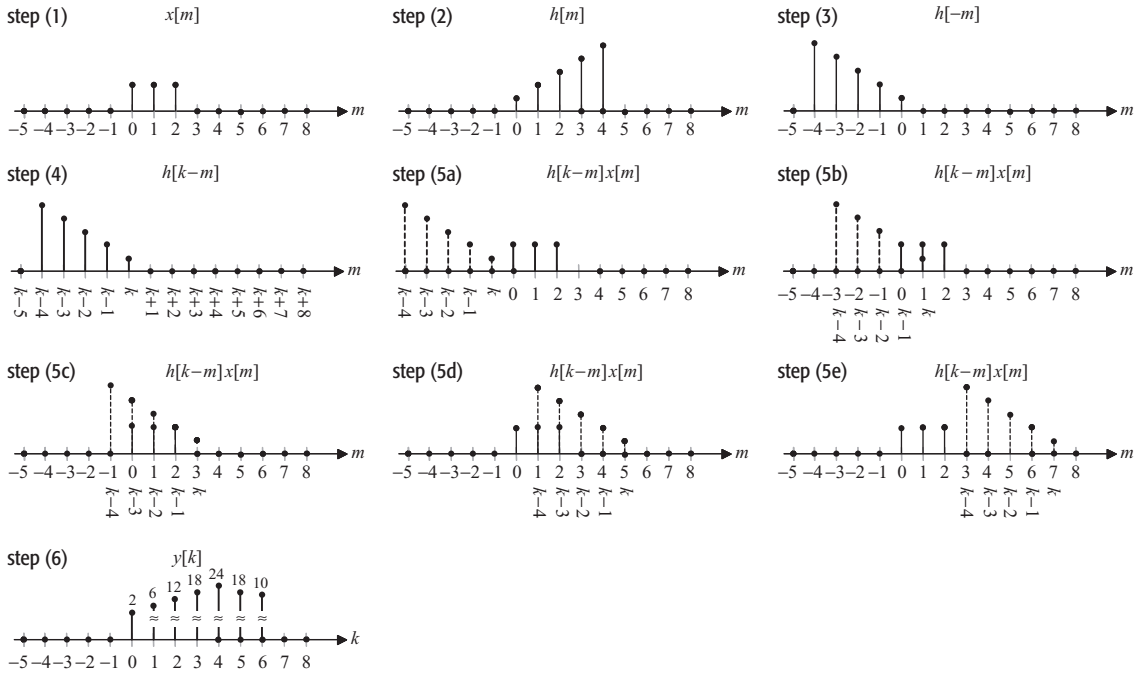 step (1)
x[m]
−5 −4 −3 −2 −1 0 1 2 3 4 5 6 7 8
m
step (2)
h[m]
−5 −4 −3 −2 −1 0 1 2 3 4 5 6 7 8
m
step (3)
h[−m]
−5 −4 −3 −2 −1 0 1 2 3 4 5 6 7 8
m
step (4)
h[k−m]
m
k−5 k−4 k−3 k−2 k−1 k k+1 k+2 k+3 k+4 k+5 k+6 k+7 k+8
step (5a)
h[k−m]x[m]
m
k−4 k−3 k−2 k−1 k 0 1 2 3 4 5 6 7 8
step (5b)
h[k−m]x[m]
m
−5 −4 −3 −2 −1 0 1 2 3 4 5 6 7 8
k−4 k−3 k−2 k−1 k
step (5c)
h[k−m]x[m]
m
−5 −4 −3 −2 −1 0 1 2 3 4 5 6 7 8
k−4 k−3 k−2 k−1 k
step (5d)
h[k−m]x[m]
m
−5 −4 −3 −2 −1 0 1 2 3 4 5 6 7 8
k−4 k−3 k−2 k−1 k
step (5e)
h[k−m]x[m]
m
−5 −4 −3 −2 −1 0 1 2 3 4 5 6 7 8
k−4 k−3 k−2 k−1 k
step (6)
y[k]
2 6 12 18 24 18 10
≈ ≈ ≈ ≈ ≈ ≈
k
−5 −4 −3 −2 −1 0 1 2 3 4 5 6 7 8